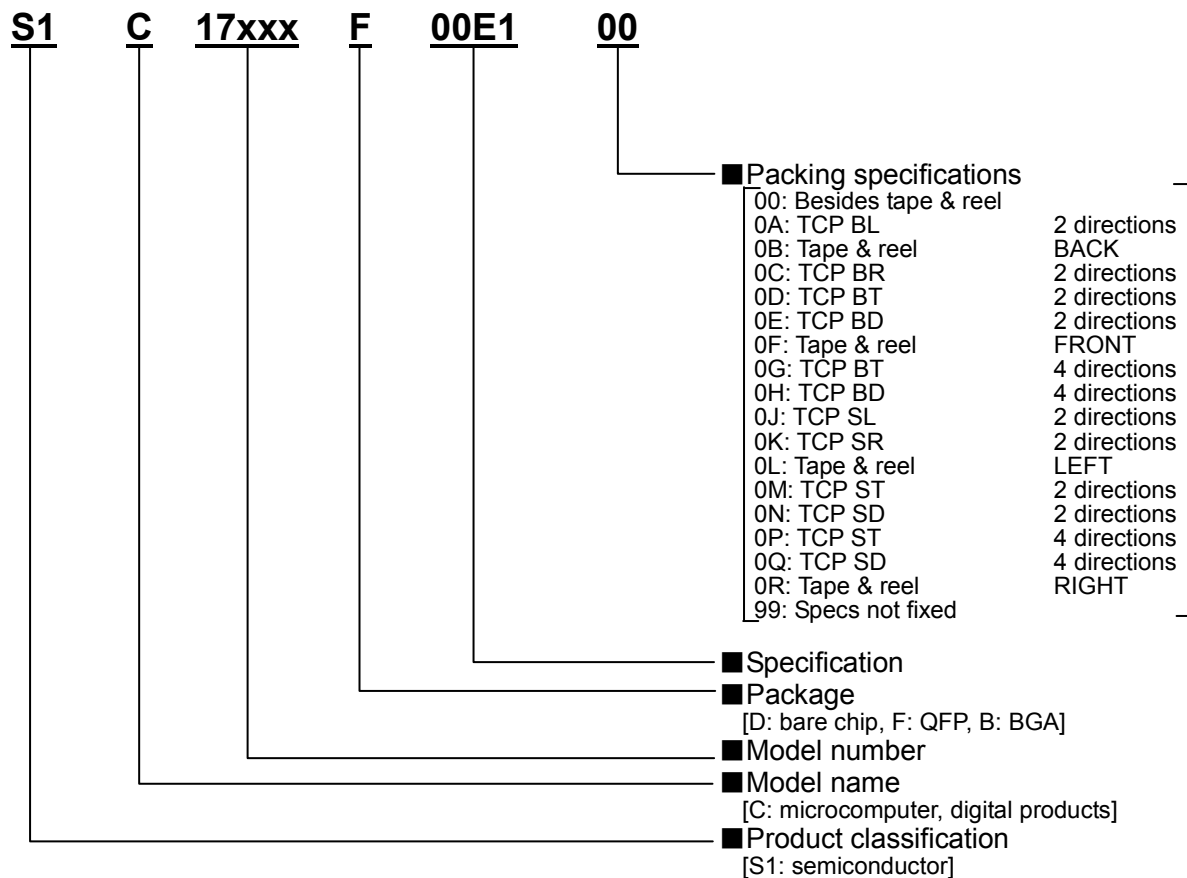 S1 C 17xxx F 00E1 00
■Packing specifications
00: Besides tape & reel
0A: TCP BL 2 directions
0B: Tape & reel BACK
0C: TCP BR 2 directions
0D: TCP BT 2 directions
0E: TCP BD 2 directions
0F: Tape & reel FRONT
0G: TCP BT 4 directions
0H: TCP BD 4 directions
0J: TCP SL 2 directions
0K: TCP SR 2 directions
0L: Tape & reel LEFT
0M: TCP ST 2 directions
0N: TCP SD 2 directions
0P: TCP ST 4 directions
0Q: TCP SD 4 directions
0R: Tape & reel RIGHT
99: Specs not fixed
■Specification
■Package
[D: bare chip, F: QFP, B: BGA]
■Model number
■Model name
[C: microcomputer, digital products]
■Product classification
[S1: semiconductor]